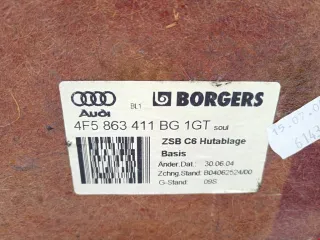 Audi BL1 BORGERS
4F5 863 411 BG 1GT soul
ZSB C6 Hutablage
Basis
Änder.Dat.: 30.06.04
Zchng.Stand: B04062524/00
G-Stand: 09S